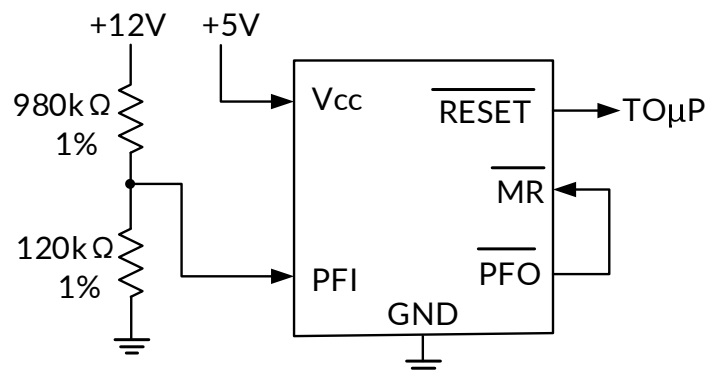 +12V
+5V
980kΩ
1%
Vcc
RESET
TOμP
MR
120kΩ
1%
PFI
PFO
GND